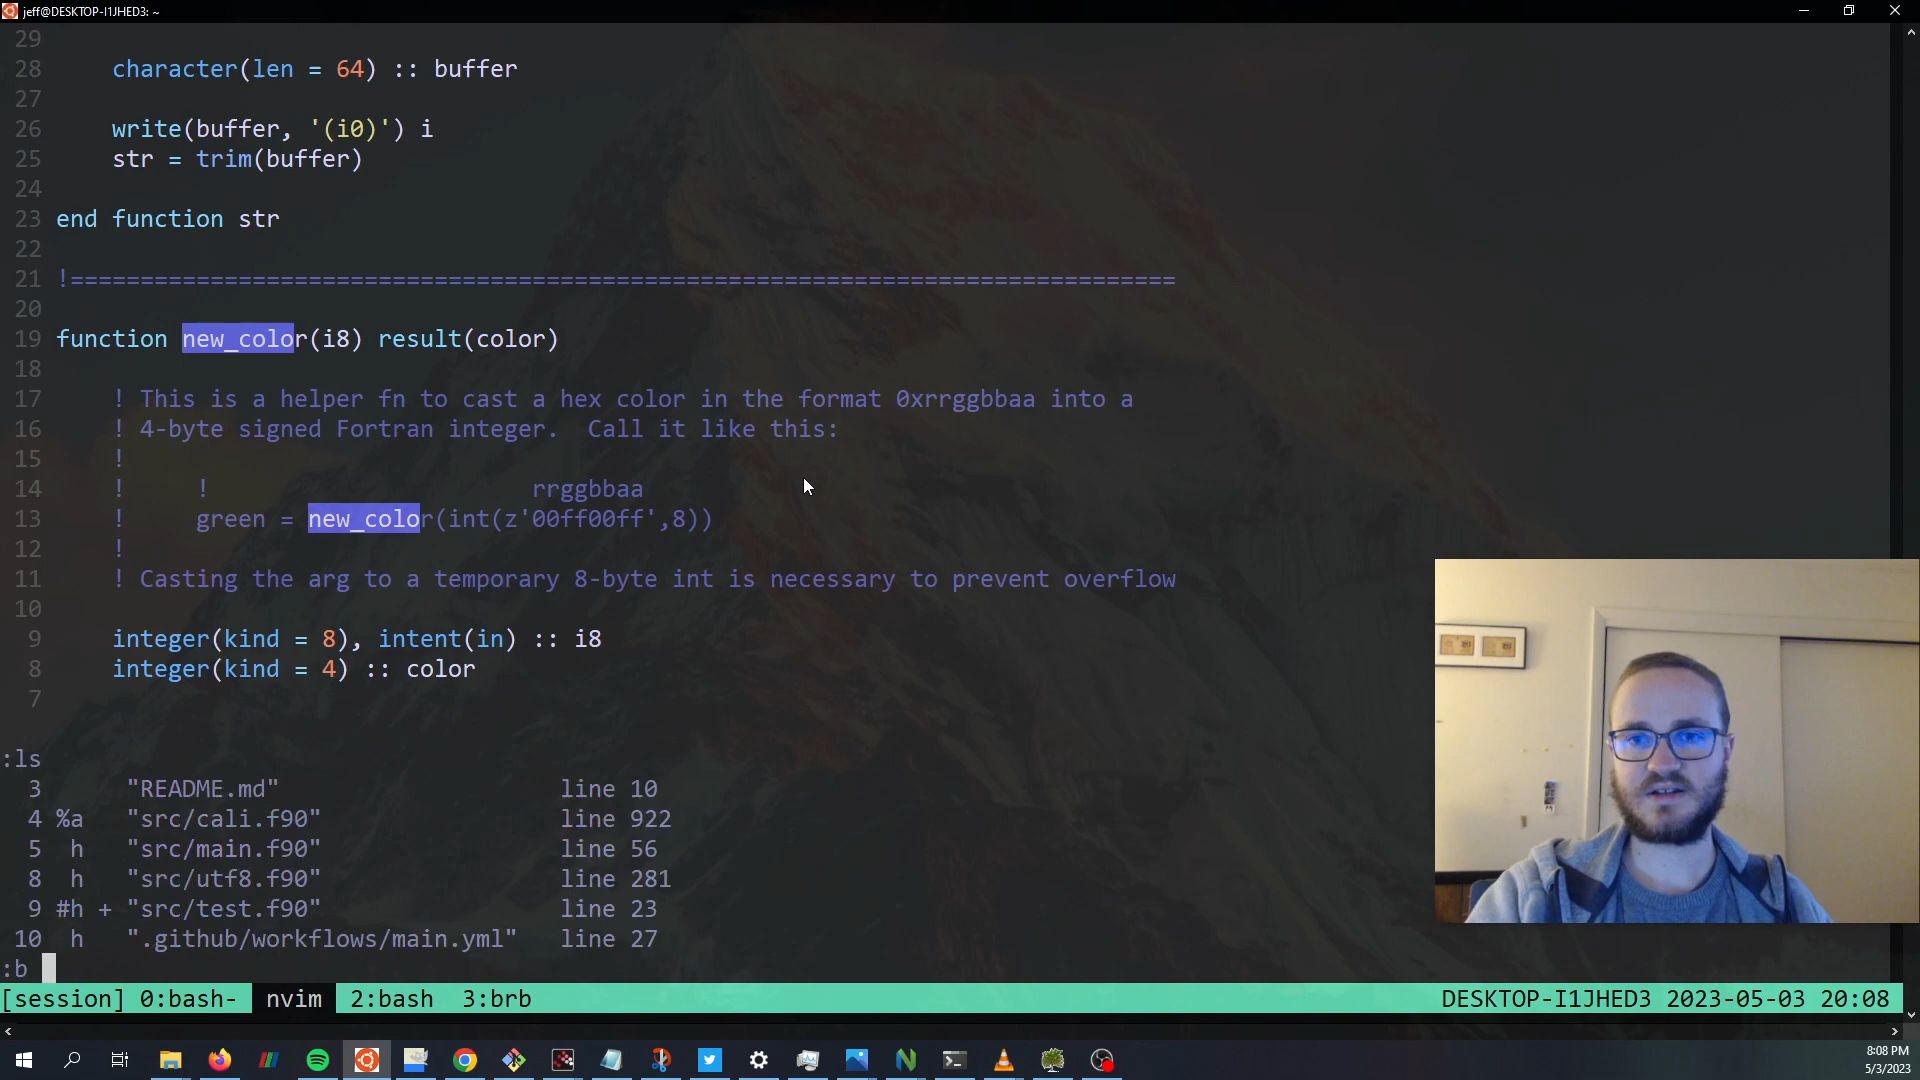 jeff@DESKTOP-I1JHED3: ~
29
28     character(len = 64) :: buffer
27
26     write(buffer, '(i0)') i
25     str = trim(buffer)
24
23 end function str
22
21 !===============================================================================
20
19 function new_color(i8) result(color)
18
17     ! This is a helper fn to cast a hex color in the format 0xrrggbbaa into a
16     ! 4-byte signed Fortran integer.  Call it like this:
15     !
14     !     !                       rrggbbaa
13     !     green = new_color(int(z'00ff00ff',8))
12     !
11     ! Casting the arg to a temporary 8-byte int is necessary to prevent overflow
10
9     integer(kind = 8), intent(in) :: i8
8     integer(kind = 4) :: color
7
:ls
3      "README.md"                    line 10
4 %a   "src/cali.f90"                 line 922
5  h   "src/main.f90"                 line 56
8  h   "src/utf8.f90"                 line 281
9 #h + "src/test.f90"                 line 23
10  h   ".github/workflows/main.yml"   line 27
:b
[session] 0:bash- nvim 2:bash 3:brb DESKTOP-I1JHED3 2023-05-03 20:08
8:08 PM
5/3/2023